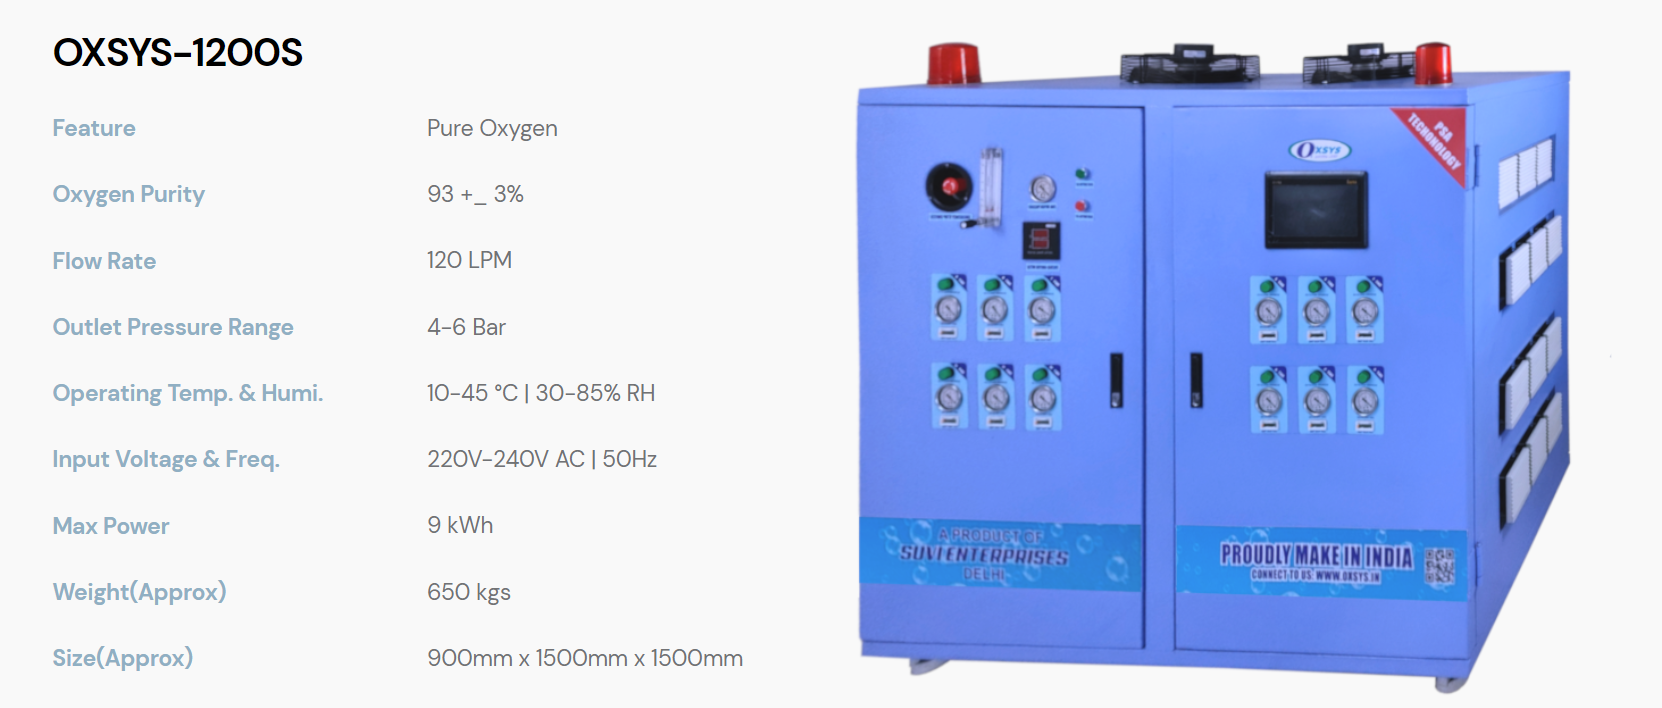 OXSYS-1200S
Feature Pure Oxygen
Oxygen Purity 93 +_ 3%
Flow Rate 120 LPM
Outlet Pressure Range 4-6 Bar
Operating Temp. & Humi. 10-45 °C | 30-85% RH
Input Voltage & Freq. 220V-240V AC | 50Hz
Max Power 9 kWh
Weight(Approx) 650 kgs
Size(Approx) 900mm x 1500mm x 1500mm
PSA
TECHONOLOGY
OXSYS
A PRODUCT OF
SUVI ENTERPRISES
DELHI
PROUDLY MAKE IN INDIA
CONNECT TO US: WWW.OXSYS.IN